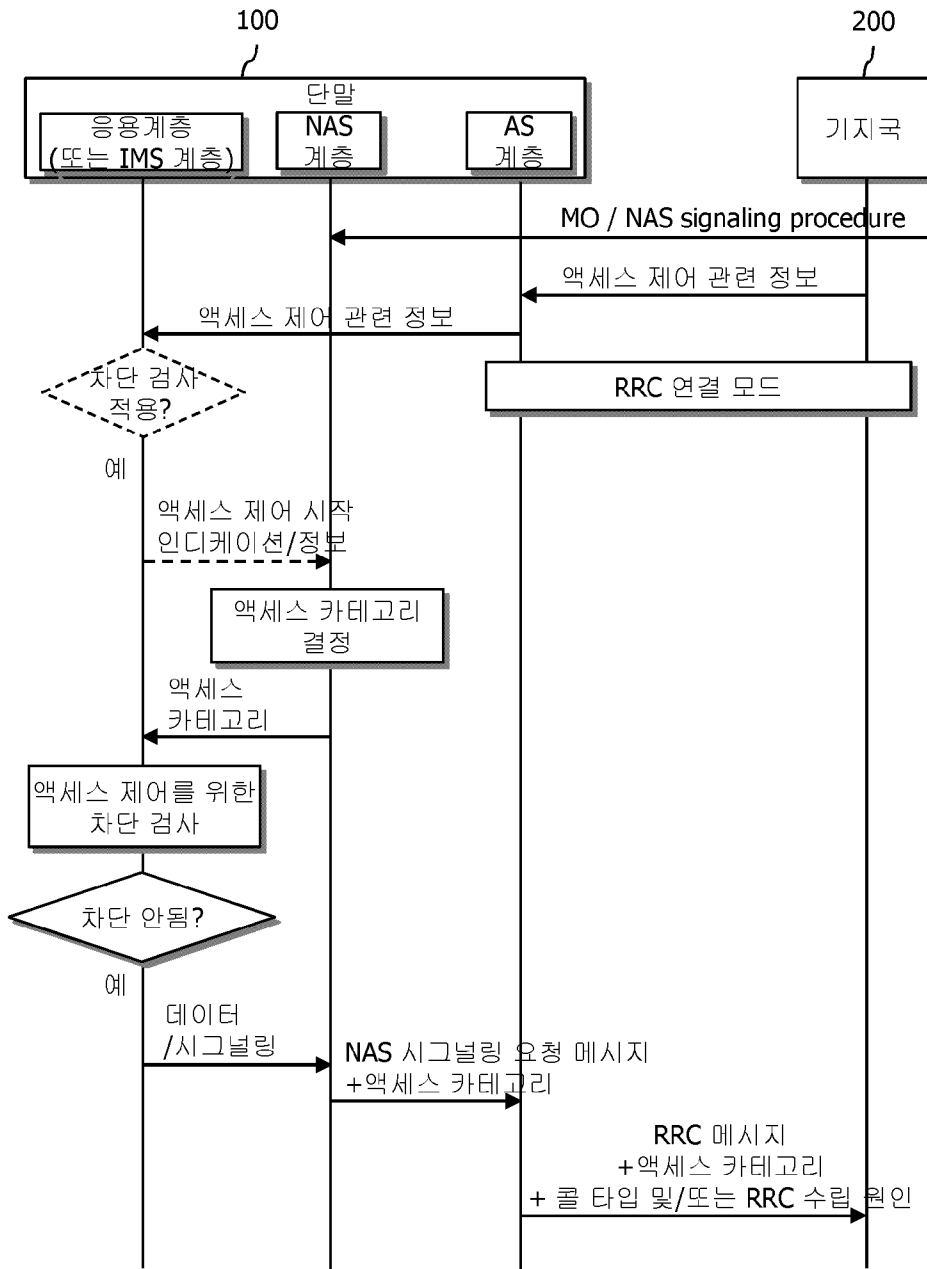 100
200
단말
응용계층
(또는 IMS 계층)
NAS
계층
AS
계층
기지국
MO / NAS signaling procedure
액세스 제어 관련 정보
액세스 제어 관련 정보
차단 검사
적용?
RRC 연결 모드
예
액세스 제어 시작
인디케이션/정보
액세스 카테고리
결정
액세스
카테고리
액세스 제어를 위한
차단 검사
차단 안됨?
예
데이터
/시그널링
NAS 시그널링 요청 메시지
+액세스 카테고리
RRC 메시지
+액세스 카테고리
+ 콜 타입 및/또는 RRC 수립 원인